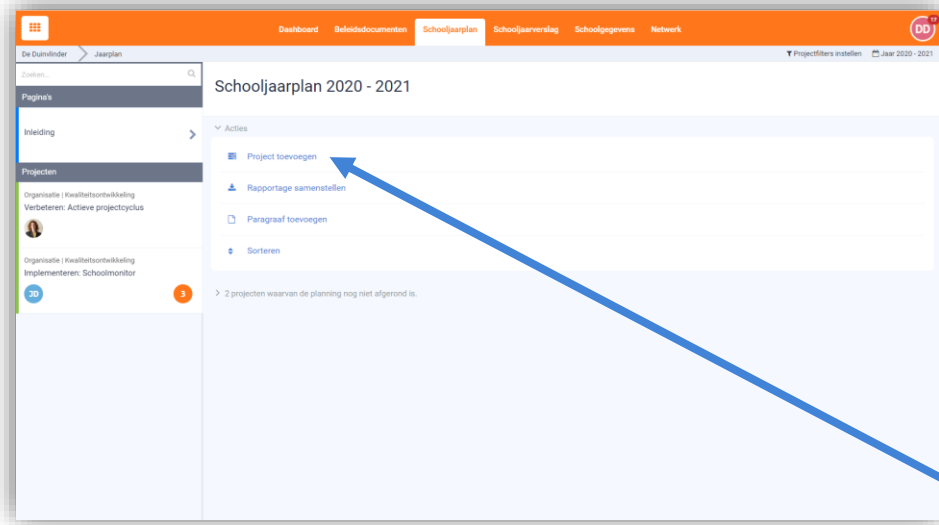 Dashboard Beleidsdocumenten Schooljaarplan Schooljaarverslag Schoolgegevens Netwerk
DD 17
De Duinvlinder Jaarplan
Projectfilters instellen Jaar 2020 - 2021
Zoeken...
Pagina's
Inleiding
Projecten
Organisatie | Kwaliteitsontwikkeling
Verbeteren: Actieve projectcyclus
Organisatie | Kwaliteitsontwikkeling
Implementeren: Schoolmonitor
JD 3
Schooljaarplan 2020 - 2021
Acties
Project toevoegen
Rapportage samenstellen
Paragraaf toevoegen
Sorteren
2 projecten waarvan de planning nog niet afgerond is.